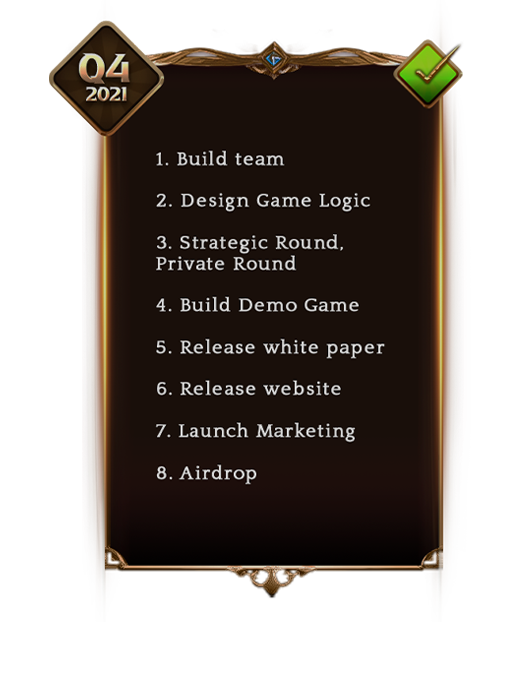 Q4
2021
1. Build team
2. Design Game Logic
3. Strategic Round,
Private Round
4. Build Demo Game
5. Release white paper
6. Release website
7. Launch Marketing
8. Airdrop